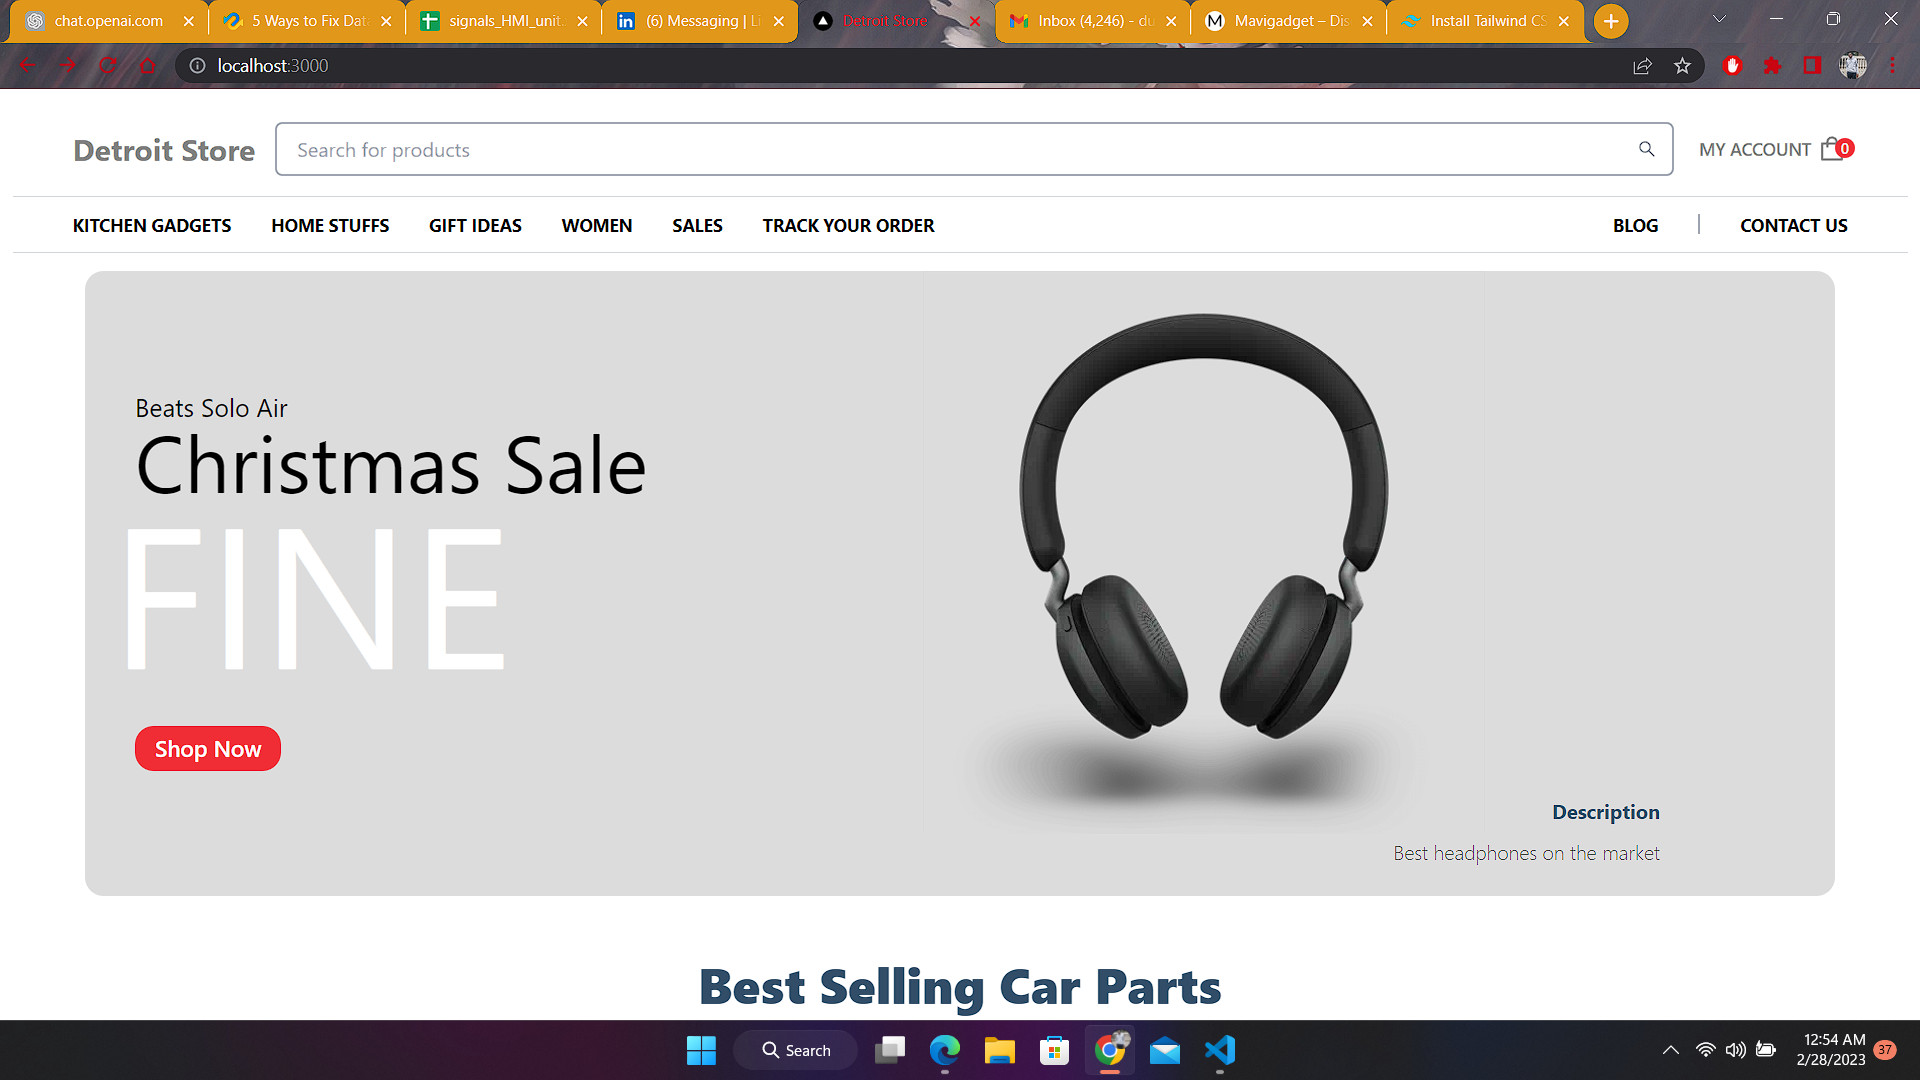 chat.openai.com
5 Ways to Fix Data
signals_HMI_unit.
(6) Messaging | Li
Detroit Store
Inbox (4,246) - du
Mavigadget – Dis
Install Tailwind CS
localhost:3000
Detroit Store
Search for products
MY ACCOUNT
0
KITCHEN GADGETS
HOME STUFFS
GIFT IDEAS
WOMEN
SALES
TRACK YOUR ORDER
BLOG
CONTACT US
Beats Solo Air
Christmas Sale
FINE
Shop Now
Description
Best headphones on the market
Best Selling Car Parts
Search
12:54 AM
2/28/2023
37